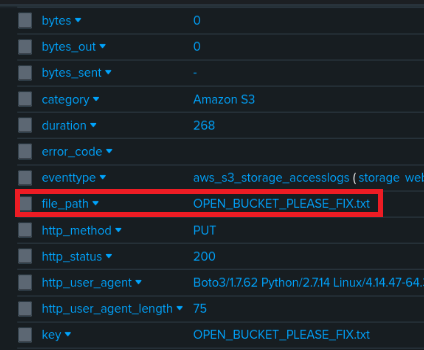 bytes 0
bytes_out 0
bytes_sent -
category Amazon S3
duration 268
error_code
eventtype aws_s3_storage_accesslogs ( storage web
file_path OPEN_BUCKET_PLEASE_FIX.txt
http_method PUT
http_status 200
http_user_agent Boto3/1.7.62 Python/2.7.14 Linux/4.14.47-64.
http_user_agent_length 75
key OPEN_BUCKET_PLEASE_FIX.txt